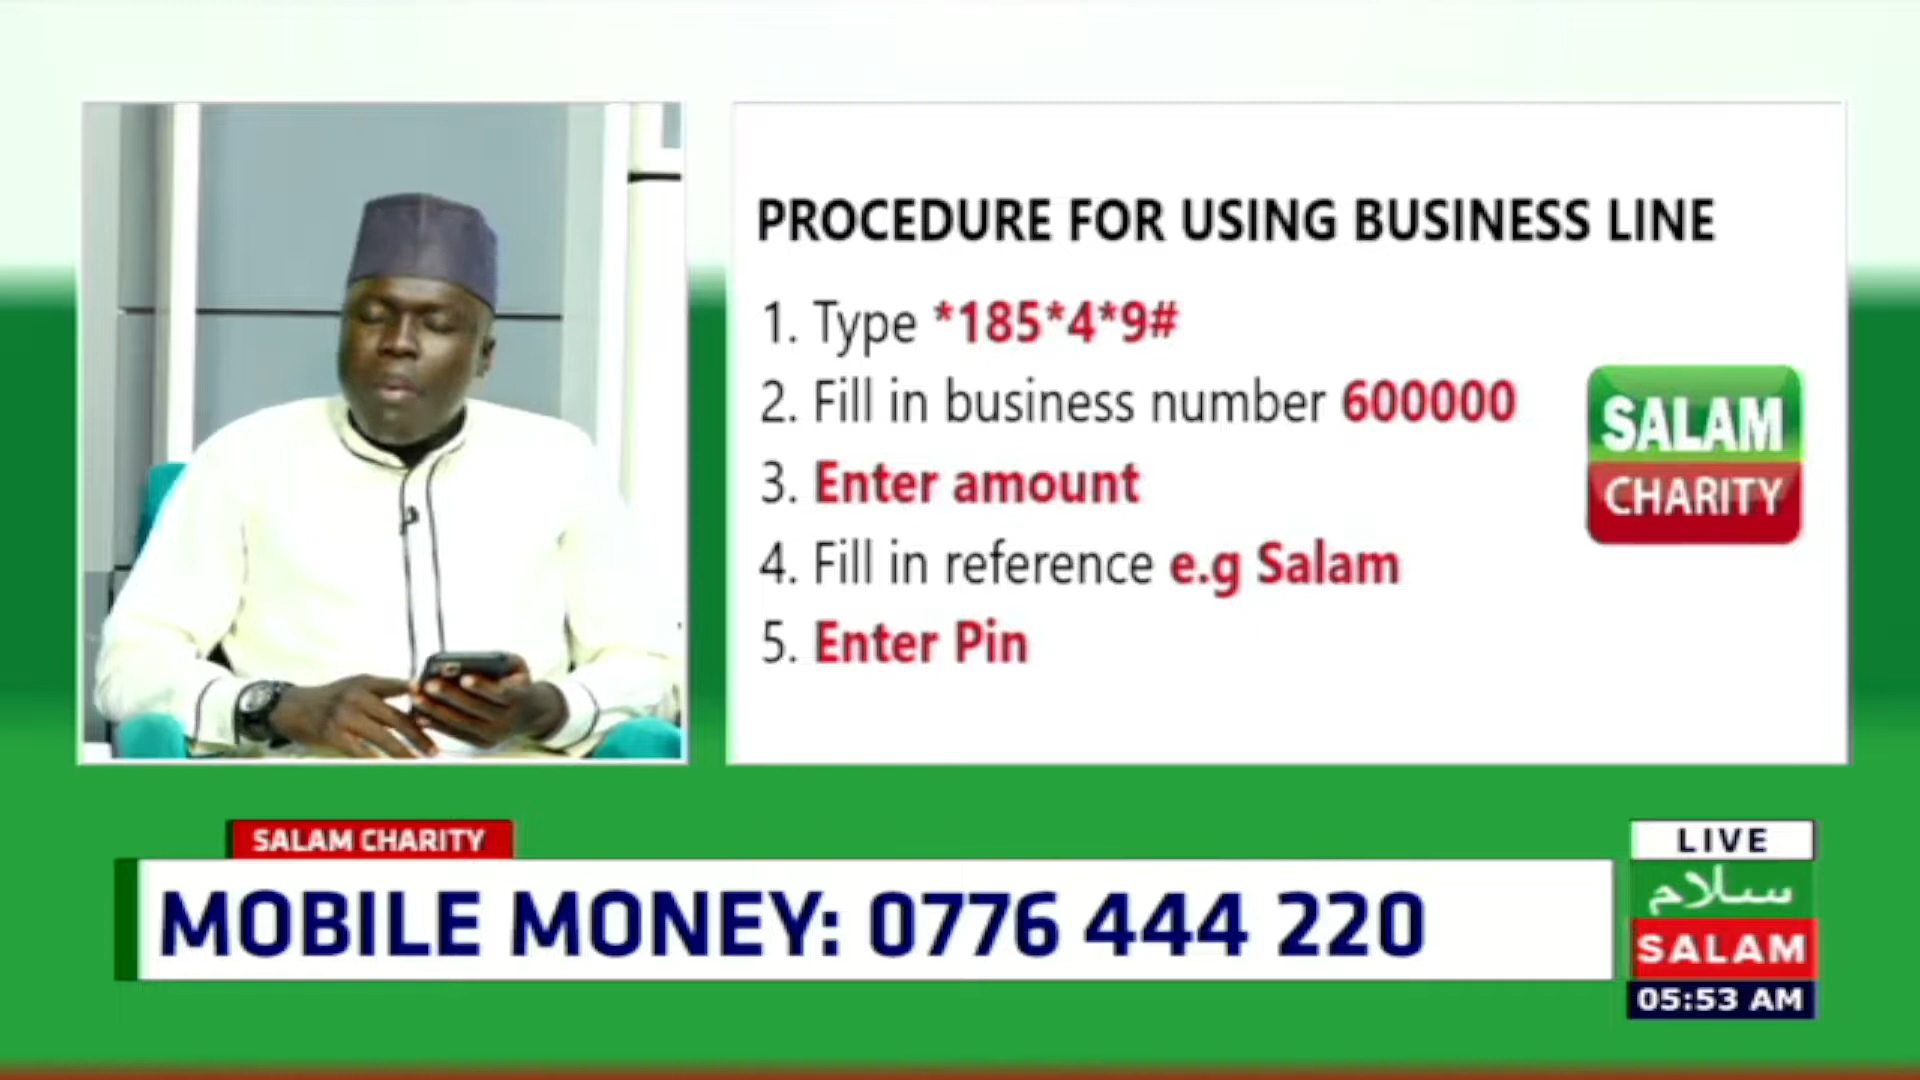 PROCEDURE FOR USING BUSINESS LINE
1. Type *185*4*9#
2. Fill in business number 600000
3. Enter amount
4. Fill in reference e.g Salam
5. Enter Pin
SALAM
CHARITY
SALAM CHARITY
MOBILE MONEY: 0776 444 220
LIVE
سلام
SALAM
05:53 AM